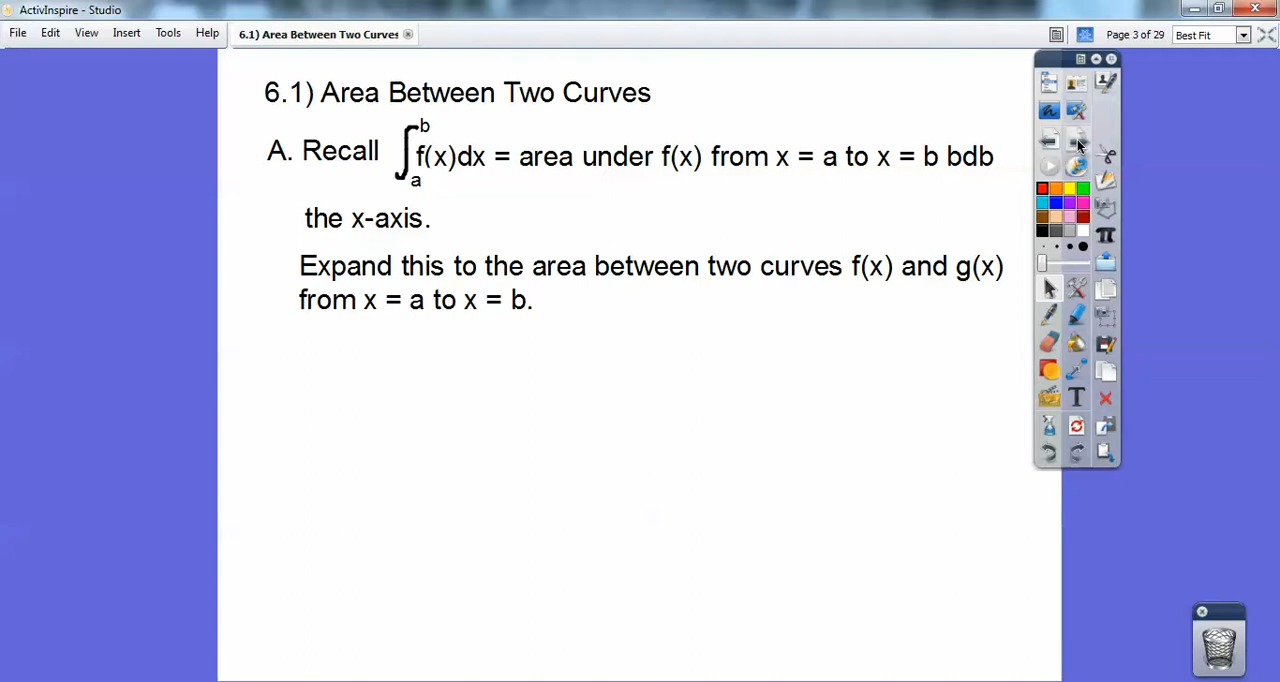 ActivInspire - Studio
File Edit View Insert Tools Help 6.1) Area Between Two Curves Page 3 of 29 Best Fit
6.1) Area Between Two Curves
A. Recall ∫_a^b f(x)dx = area under f(x) from x = a to x = b bdb
the x-axis.
Expand this to the area between two curves f(x) and g(x)
from x = a to x = b.